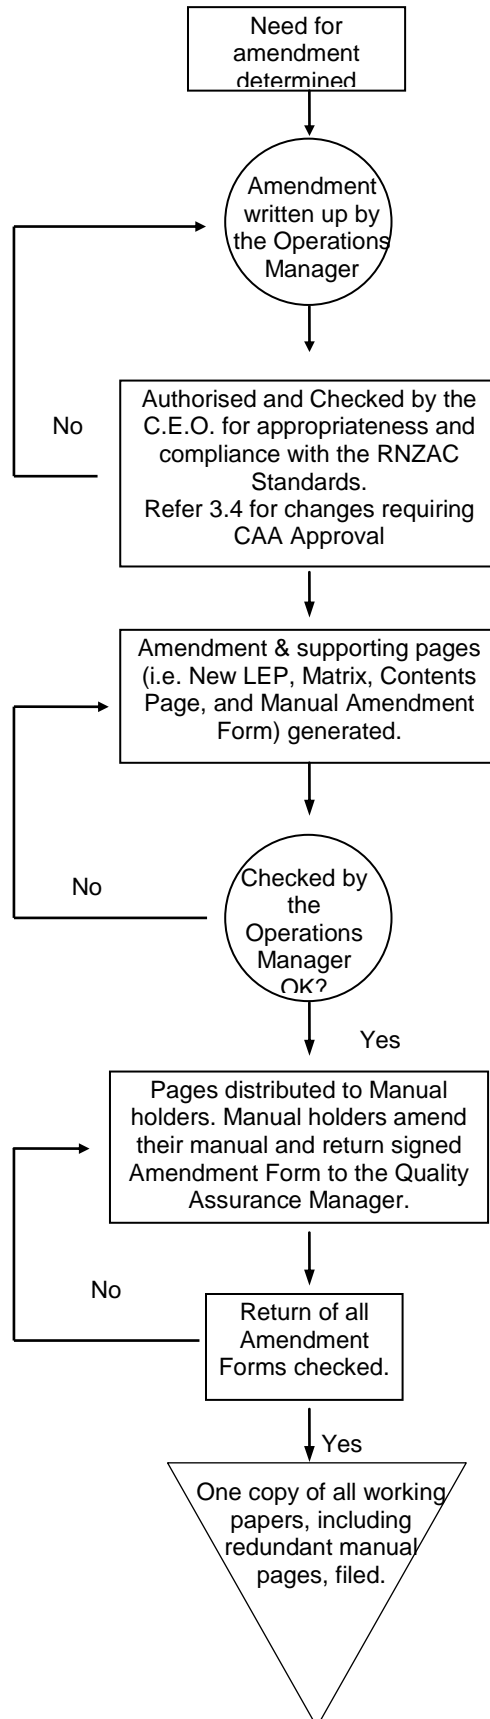 Need for
amendment
determined
Amendment
written up by
the Operations
Manager
No
Authorised and Checked by the
C.E.O. for appropriateness and
compliance with the RNZAC
Standards.
Refer 3.4 for changes requiring
CAA Approval
Amendment & supporting pages
(i.e. New LEP, Matrix, Contents
Page, and Manual Amendment
Form) generated.
No
Checked by
the
Operations
Manager
OK?
Yes
Pages distributed to Manual
holders. Manual holders amend
their manual and return signed
Amendment Form to the Quality
Assurance Manager.
No
Return of all
Amendment
Forms checked.
Yes
One copy of all working
papers, including
redundant manual
pages, filed.